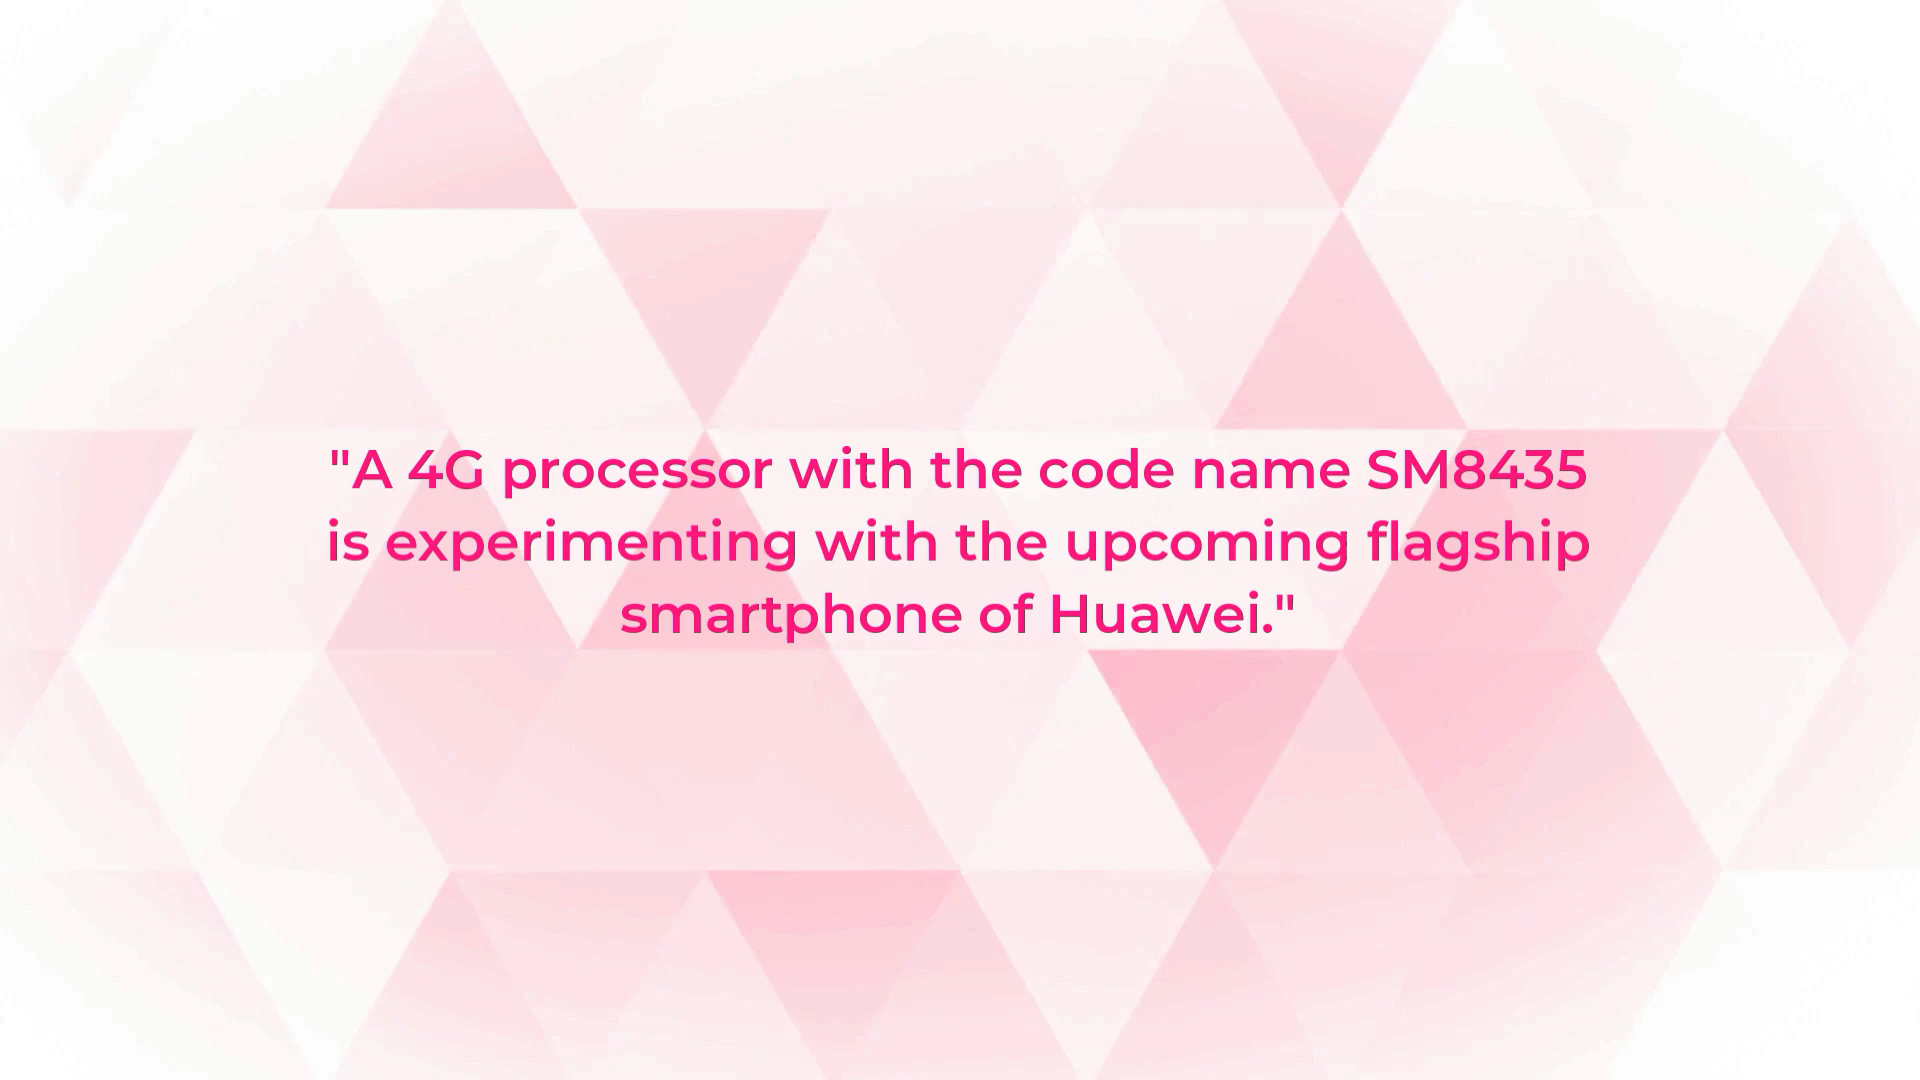 "A 4G processor with the code name SM8435
is experimenting with the upcoming flagship
smartphone of Huawei."